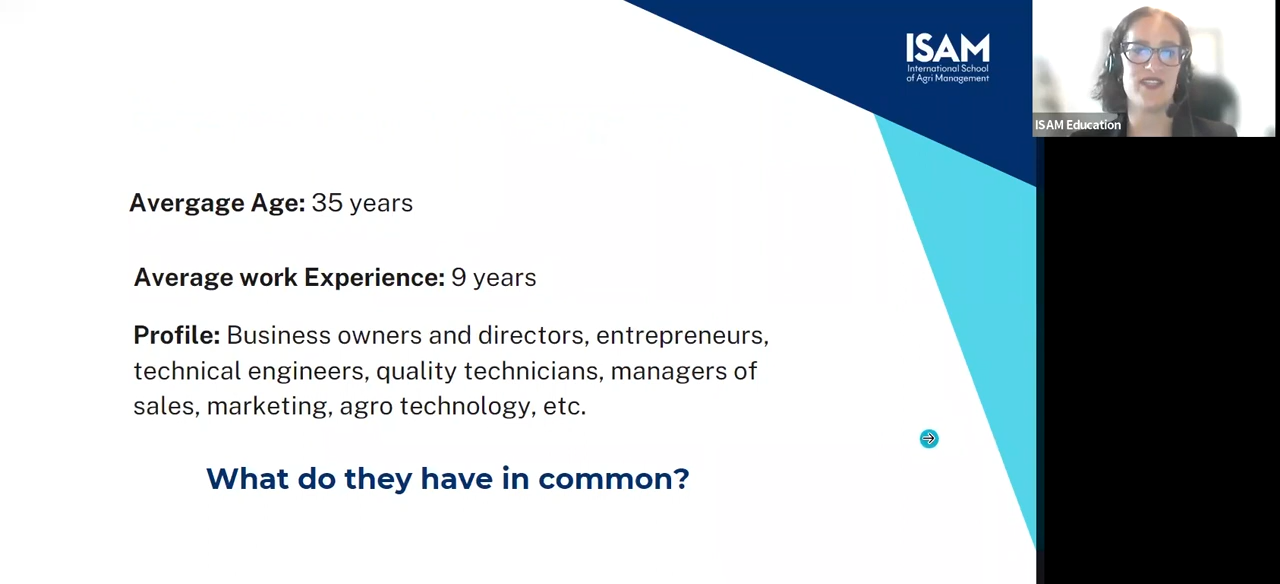 ISAM
International School
of Agri Management
ISAM Education
Avergage Age: 35 years
Average work Experience: 9 years
Profile: Business owners and directors, entrepreneurs,
technical engineers, quality technicians, managers of
sales, marketing, agro technology, etc.
What do they have in common?